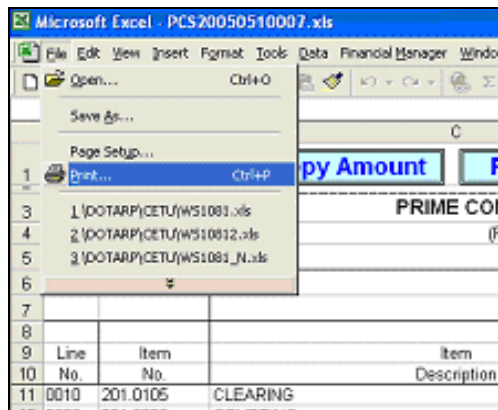 Microsoft Excel - PCS20050510007.xls
File Edit View Insert Format Tools Data Financial Manager Windo
Open... Ctrl+O
Save As...
Page Setup...
Print... Ctrl+P
1 \DOTARP\CETU\WS1081.xls
2 \DOTARP\CETU\WS10812.xls
3 \DOTARP\CETU\WS1081_N.xls
C
1 py Amount
3 PRIME CO
4
5
6
7
8
9 Line Item Item
10 No. No. Description
11 0010 201.0105 CLEARING